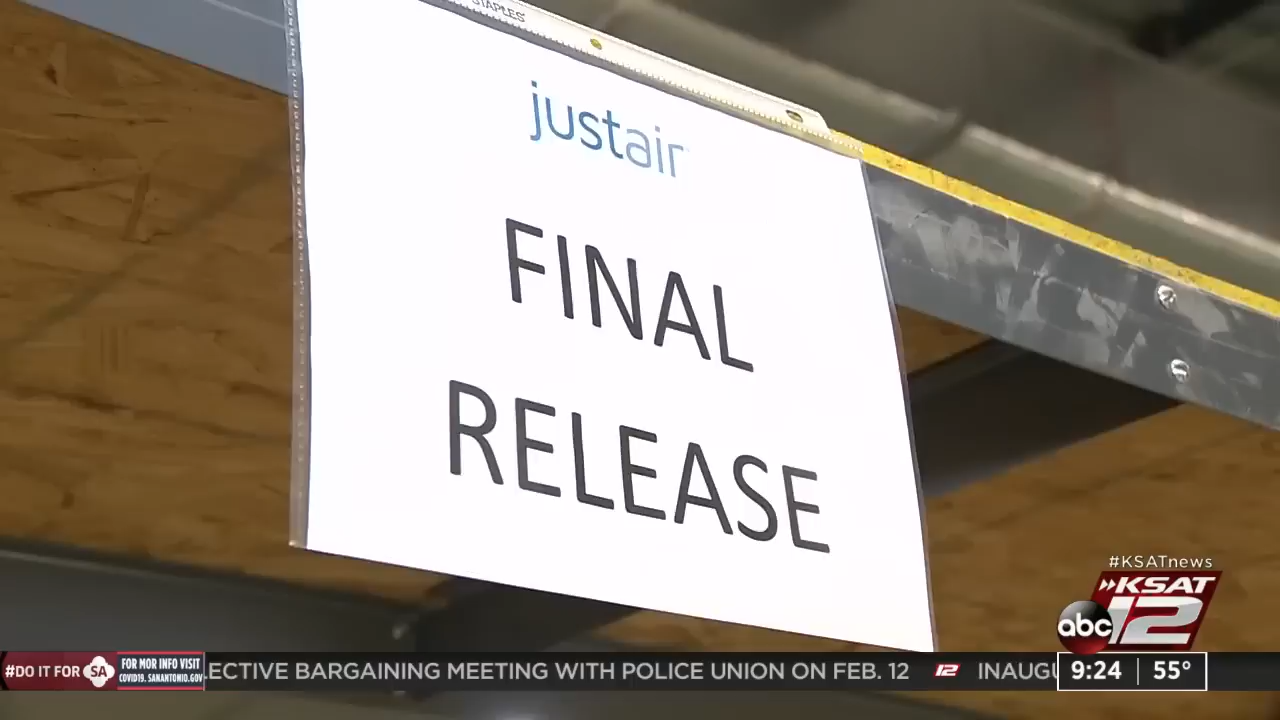 STAPLES
justair
FINAL
RELEASE
#KSATnews
KSAT
abc 12
#DO IT FOR SA
FOR MOR INFO VISIT
COVID19.SANANTONIO.GOV
ECTIVE BARGAINING MEETING WITH POLICE UNION ON FEB. 12 12 INAUGU
9:24 55°